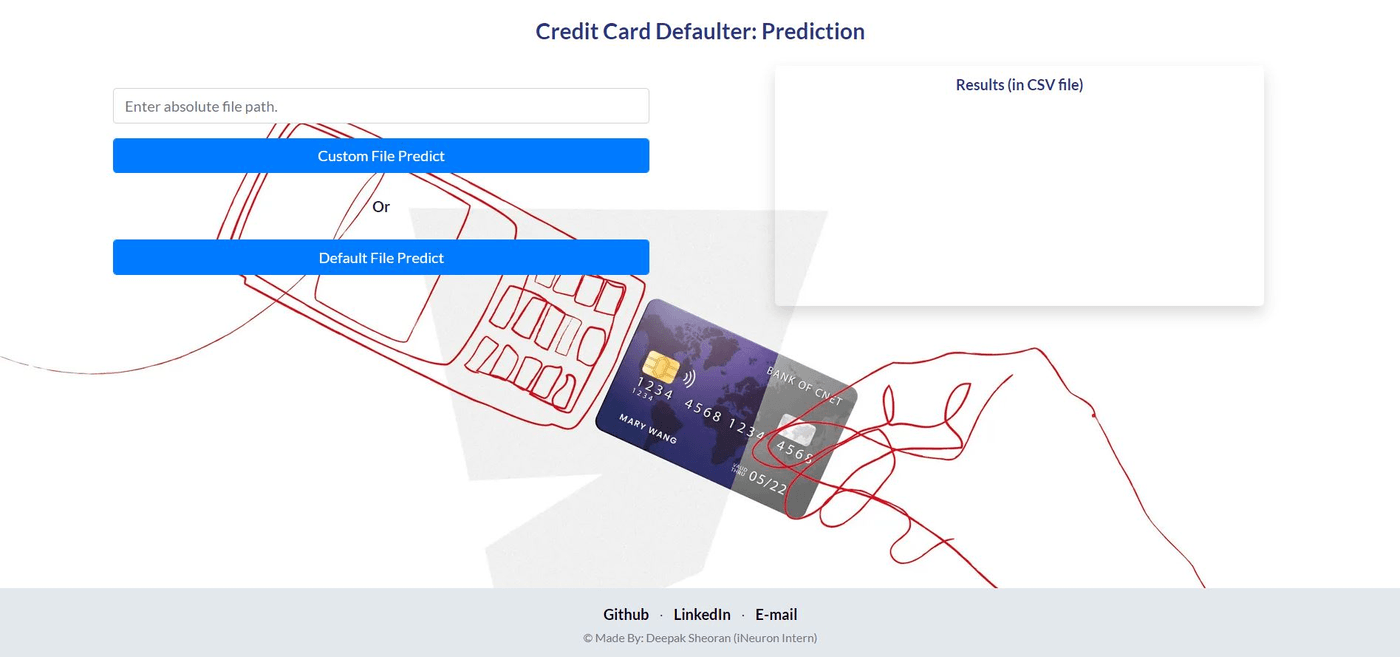 Credit Card Defaulter: Prediction
Enter absolute file path.
Custom File Predict
Or
Default File Predict
Results (in CSV file)
BANK OF CNET
1234 4568 1234 4568
1234
VALID THRU 05/22
MARY WANG
Github · LinkedIn · E-mail
© Made By: Deepak Sheoran (iNeuron Intern)